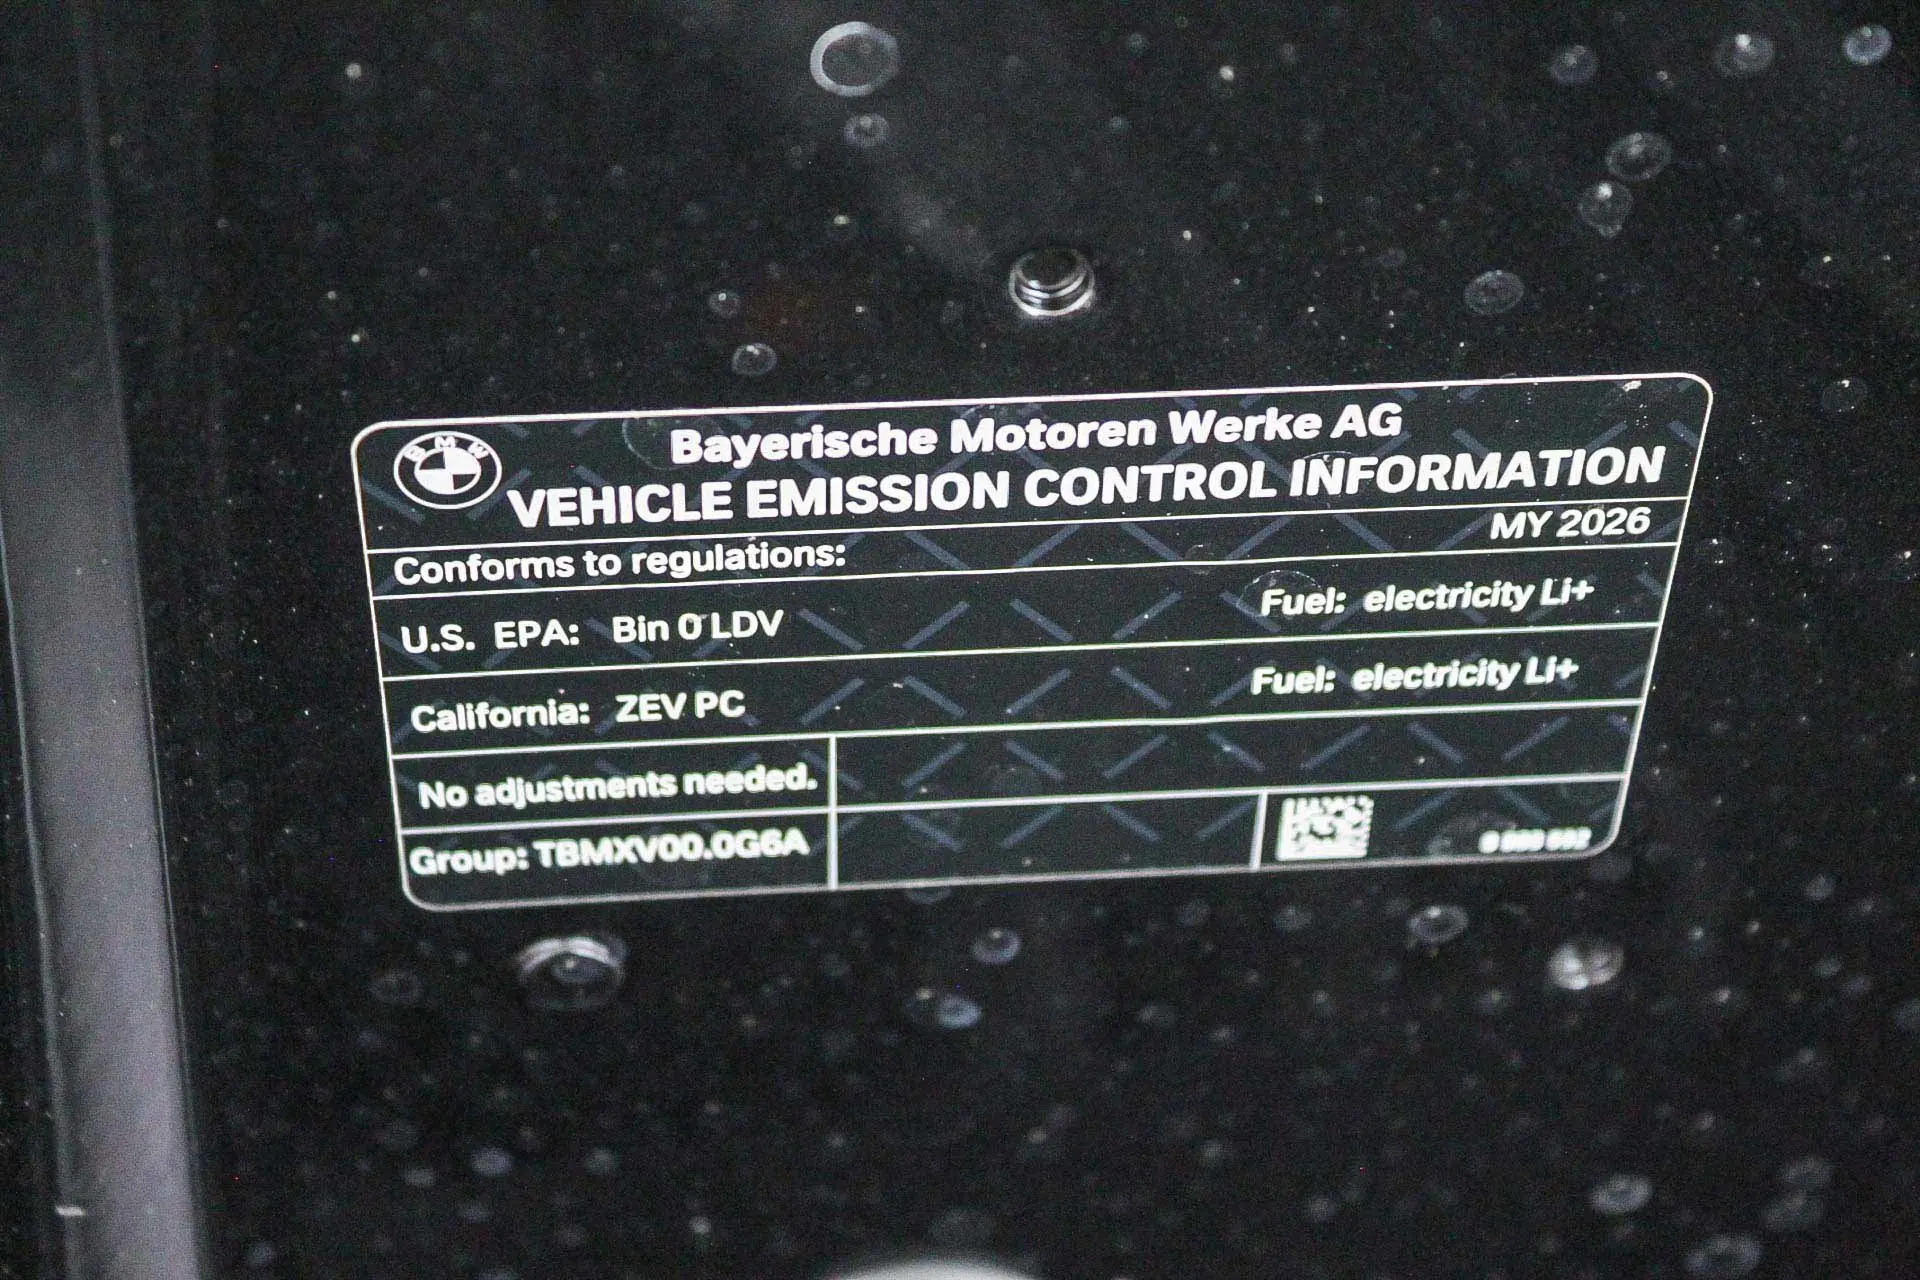 BMW
Bayerische Motoren Werke AG
VEHICLE EMISSION CONTROL INFORMATION
Conforms to regulations: MY 2026
U.S. EPA: Bin 0 LDV Fuel: electricity Li+
California: ZEV PC Fuel: electricity Li+
No adjustments needed.
Group: TBMXV00.0G6A